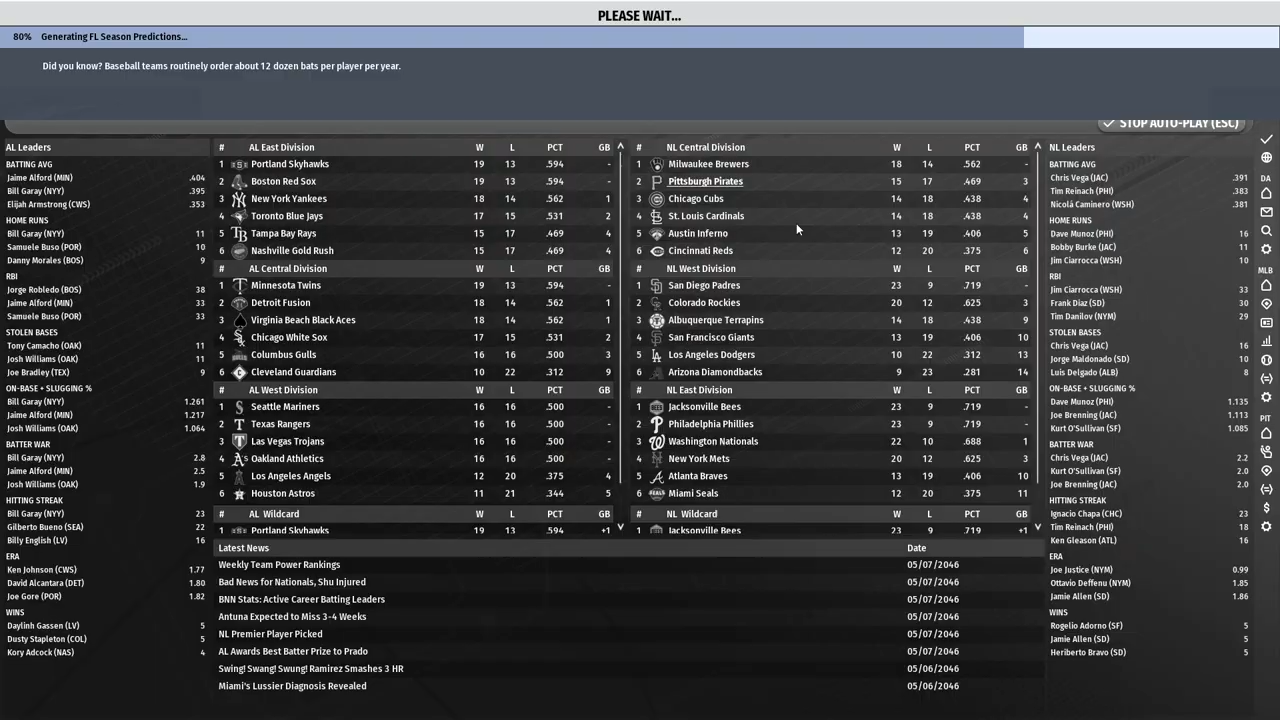 PLEASE WAIT...
80% Generating FL Season Predictions...
Did you know? Baseball teams routinely order about 12 dozen bats per player per year.
STOP AUTO-PLAY (ESC)
AL Leaders
BATTING AVG
Jaime Alford (MIN) .404
Bill Garay (NYY) .395
Elijah Armstrong (CWS) .353
HOME RUNS
Bill Garay (NYY) 11
Samuele Buso (POR) 10
Danny Morales (BOS) 9
RBI
Jorge Robledo (BOS) 38
Jaime Alford (MIN) 33
Samuele Buso (POR) 33
STOLEN BASES
Tony Camacho (OAK) 11
Josh Williams (OAK) 11
Joe Bradley (TEX) 9
ON-BASE + SLUGGING %
Bill Garay (NYY) 1.261
Jaime Alford (MIN) 1.217
Josh Williams (OAK) 1.064
BATTER WAR
Bill Garay (NYY) 2.8
Jaime Alford (MIN) 2.5
Josh Williams (OAK) 1.9
HITTING STREAK
Bill Garay (NYY) 23
Gilberto Bueno (SEA) 22
Billy English (LV) 16
ERA
Ken Johnson (CWS) 1.77
David Alcantara (DET) 1.80
Joe Gore (POR) 1.82
WINS
Daylinh Gassen (LV) 5
Dusty Stapleton (COL) 5
Kory Adcock (NAS) 4
# AL East Division W L PCT GB
1 Portland Skyhawks 19 13 .594 -
2 Boston Red Sox 19 13 .594 -
3 New York Yankees 18 14 .562 1
4 Toronto Blue Jays 17 15 .531 2
5 Tampa Bay Rays 15 17 .469 4
6 Nashville Gold Rush 15 17 .469 4
# AL Central Division W L PCT GB
1 Minnesota Twins 19 13 .594 -
2 Detroit Fusion 18 14 .562 1
3 Virginia Beach Black Aces 18 14 .562 1
4 Chicago White Sox 17 15 .531 2
5 Columbus Gulls 16 16 .500 3
6 Cleveland Guardians 10 22 .312 9
# AL West Division W L PCT GB
1 Seattle Mariners 16 16 .500 -
2 Texas Rangers 16 16 .500 -
3 Las Vegas Trojans 16 16 .500 -
4 Oakland Athletics 16 16 .500 -
5 Los Angeles Angels 12 20 .375 4
6 Houston Astros 11 21 .344 5
# AL Wildcard W L PCT GB
1 Portland Skyhawks 19 13 .594 +1
# NL Central Division W L PCT GB
1 Milwaukee Brewers 18 14 .562 -
2 Pittsburgh Pirates 15 17 .469 3
3 Chicago Cubs 14 18 .438 4
4 St. Louis Cardinals 14 18 .438 4
5 Austin Inferno 13 19 .406 5
6 Cincinnati Reds 12 20 .375 6
# NL West Division W L PCT GB
1 San Diego Padres 23 9 .719 -
2 Colorado Rockies 20 12 .625 3
3 Albuquerque Terrapins 14 18 .438 9
4 San Francisco Giants 13 19 .406 10
5 Los Angeles Dodgers 10 22 .312 13
6 Arizona Diamondbacks 9 23 .281 14
# NL East Division W L PCT GB
1 Jacksonville Bees 23 9 .719 -
2 Philadelphia Phillies 23 9 .719 -
3 Washington Nationals 22 10 .688 1
4 New York Mets 20 12 .625 3
5 Atlanta Braves 13 19 .406 10
6 Miami Seals 12 20 .375 11
# NL Wildcard W L PCT GB
1 Jacksonville Bees 23 9 .719 +1
Latest News Date
Weekly Team Power Rankings 05/07/2046
Bad News for Nationals, Shu Injured 05/07/2046
BNN Stats: Active Career Batting Leaders 05/07/2046
Antuna Expected to Miss 3-4 Weeks 05/07/2046
NL Premier Player Picked 05/07/2046
AL Awards Best Batter Prize to Prado 05/07/2046
Swing! Swang! Swung! Ramirez Smashes 3 HR 05/06/2046
Miami's Lussier Diagnosis Revealed 05/06/2046
NL Leaders
BATTING AVG
Chris Vega (JAC) .391
Tim Reinach (PHI) .383
Nicolá Caminero (WSH) .381
HOME RUNS
Dave Munoz (PHI) 16
Bobby Burke (JAC) 11
Jim Ciarrocca (WSH) 10
RBI
Jim Ciarrocca (WSH) 33
Frank Diaz (SD) 30
Tim Danilov (NYM) 29
STOLEN BASES
Chris Vega (JAC) 16
Jorge Maldonado (SD) 10
Luis Delgado (ALB) 8
ON-BASE + SLUGGING %
Dave Munoz (PHI) 1.135
Joe Brenning (JAC) 1.113
Kurt O'Sullivan (SF) 1.085
BATTER WAR
Chris Vega (JAC) 2.2
Kurt O'Sullivan (SF) 2.0
Joe Brenning (JAC) 2.0
HITTING STREAK
Ignacio Chapa (CHC) 23
Tim Reinach (PHI) 18
Ken Gleason (ATL) 16
ERA
Joe Justice (NYM) 0.99
Ottavio Deffenu (NYM) 1.85
Jamie Allen (SD) 1.86
WINS
Rogelio Adorno (SF) 5
Jamie Allen (SD) 5
Heriberto Bravo (SD) 5
DA
MLB
PIT